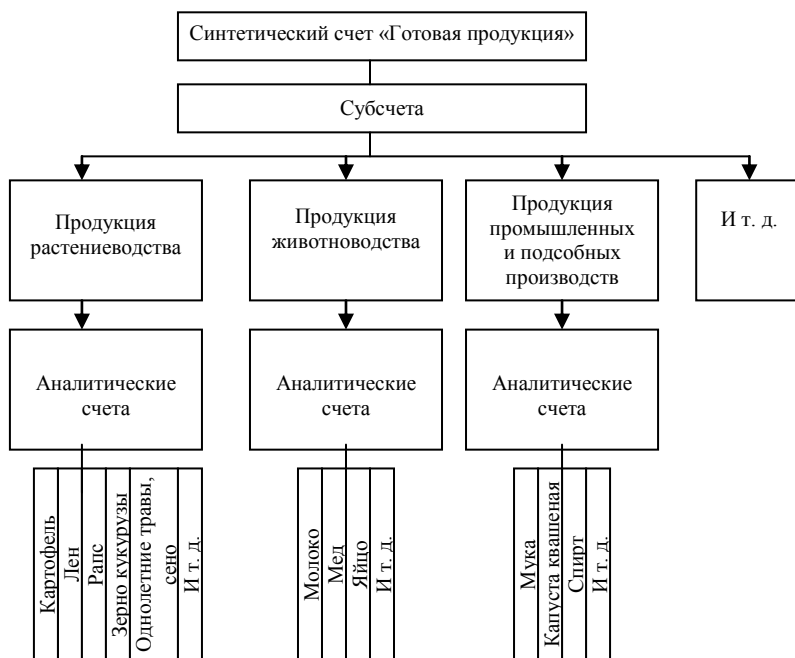 Синтетический счет «Готовая продукция»
Субсчета
Продукция
растениеводства
Продукция
животноводства
Продукция
промышленных
и подсобных
производств
И т. д.
Аналитические
счета
Аналитические
счета
Аналитические
счета
Картофель
Лен
Рапс
Зерно кукурузы
Однолетние травы,
сено
И т. д.
Молоко
Мед
Яйцо
И т. д.
Мука
Капуста квашеная
Спирт
И т. д.